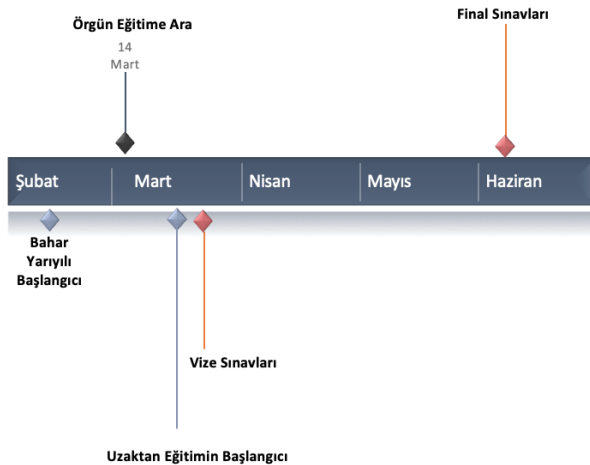 Örgün Eğitime Ara
14
Mart
Final Sınavları
Şubat
Mart
Nisan
Mayıs
Haziran
Bahar
Yarıyılı
Başlangıcı
Vize Sınavları
Uzaktan Eğitimin Başlangıcı